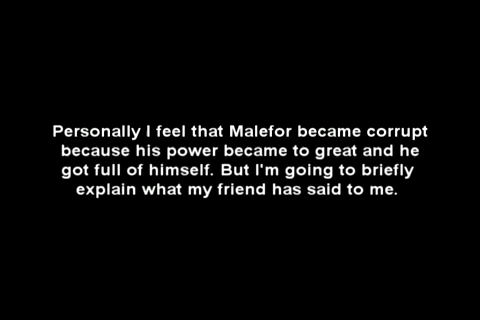 Personally I feel that Malefor became corrupt
because his power became to great and he
got full of himself. But I'm going to briefly
explain what my friend has said to me.